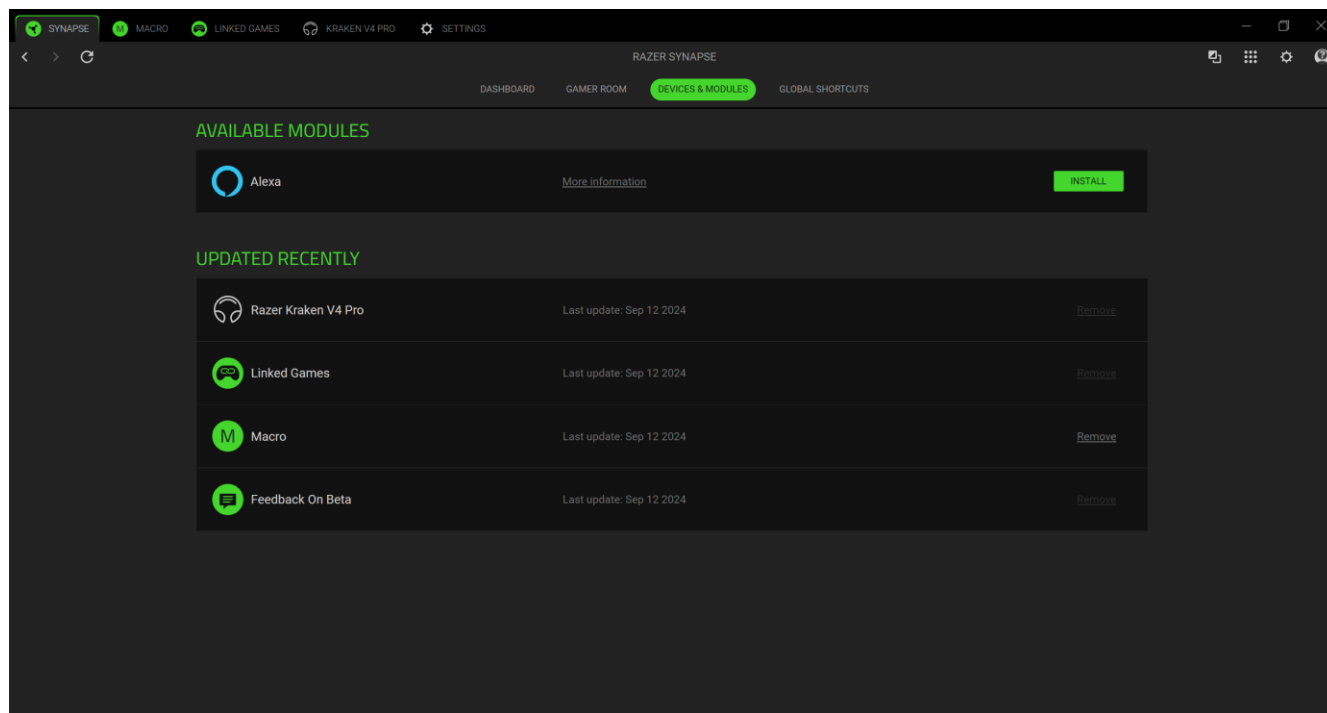 SYNAPSE M MACRO LINKED GAMES KRAKEN V4 PRO SETTINGS
RAZER SYNAPSE
DASHBOARD GAMER ROOM DEVICES & MODULES GLOBAL SHORTCUTS
AVAILABLE MODULES
Alexa More information INSTALL
UPDATED RECENTLY
Razer Kraken V4 Pro Last update: Sep 12 2024 Remove
Linked Games Last update: Sep 12 2024 Remove
M Macro Last update: Sep 12 2024 Remove
Feedback On Beta Last update: Sep 12 2024 Remove